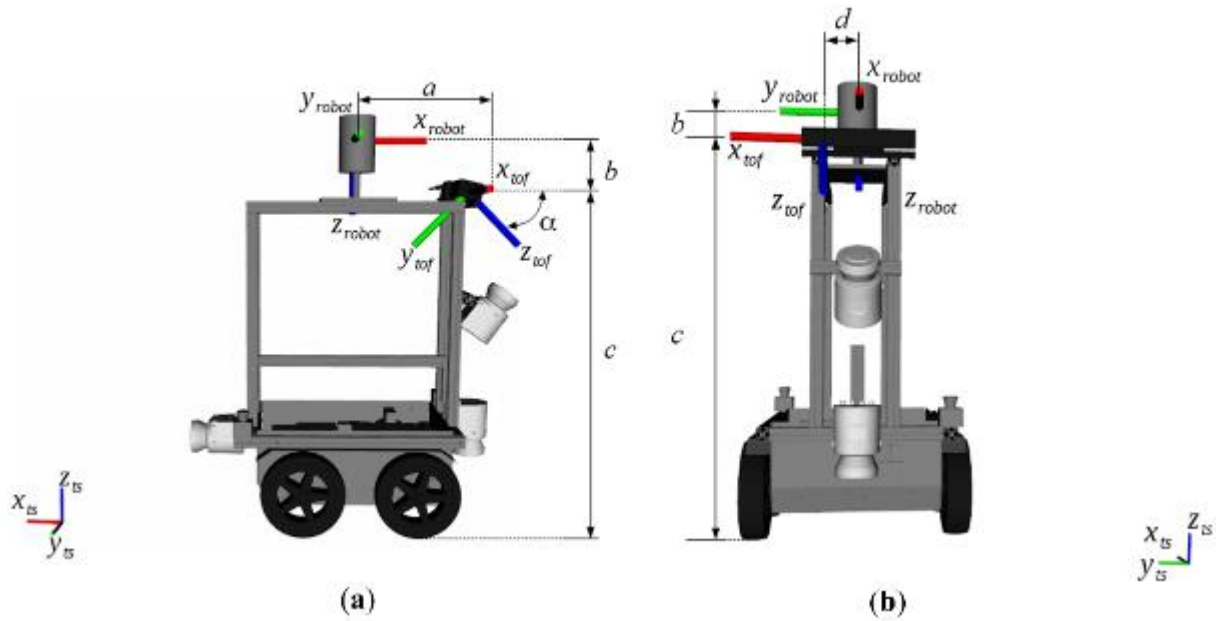 a
y_robot
x_robot
b
x_tof
α
z_robot
y_tof
z_tof
c
x_ts
z_ts
y_ts
(a)
d
x_robot
y_robot
b
x_tof
z_tof
z_robot
c
x_ts
z_ts
y_ts
(b)